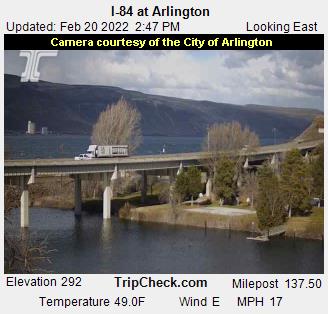 I-84 at Arlington
Updated: Feb 20 2022 2:47 PM Looking East
Camera courtesy of the City of Arlington
Elevation 292 TripCheck.com Milepost 137.50
Temperature 49.0F Wind E MPH 17